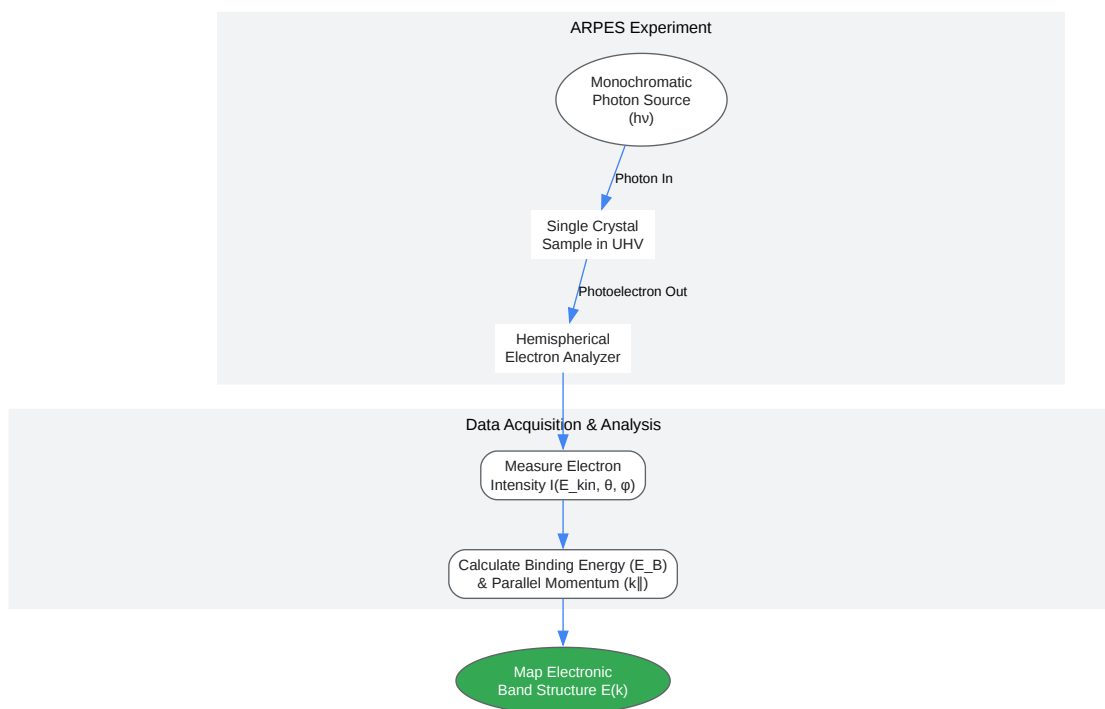 ARPES Experiment
Monochromatic
Photon Source
(hν)
Photon In
Single Crystal
Sample in UHV
Photoelectron Out
Hemispherical
Electron Analyzer
Data Acquisition & Analysis
Measure Electron
Intensity I(E_kin, θ, φ)
Calculate Binding Energy (E_B)
& Parallel Momentum (k∥)
Map Electronic
Band Structure E(k)